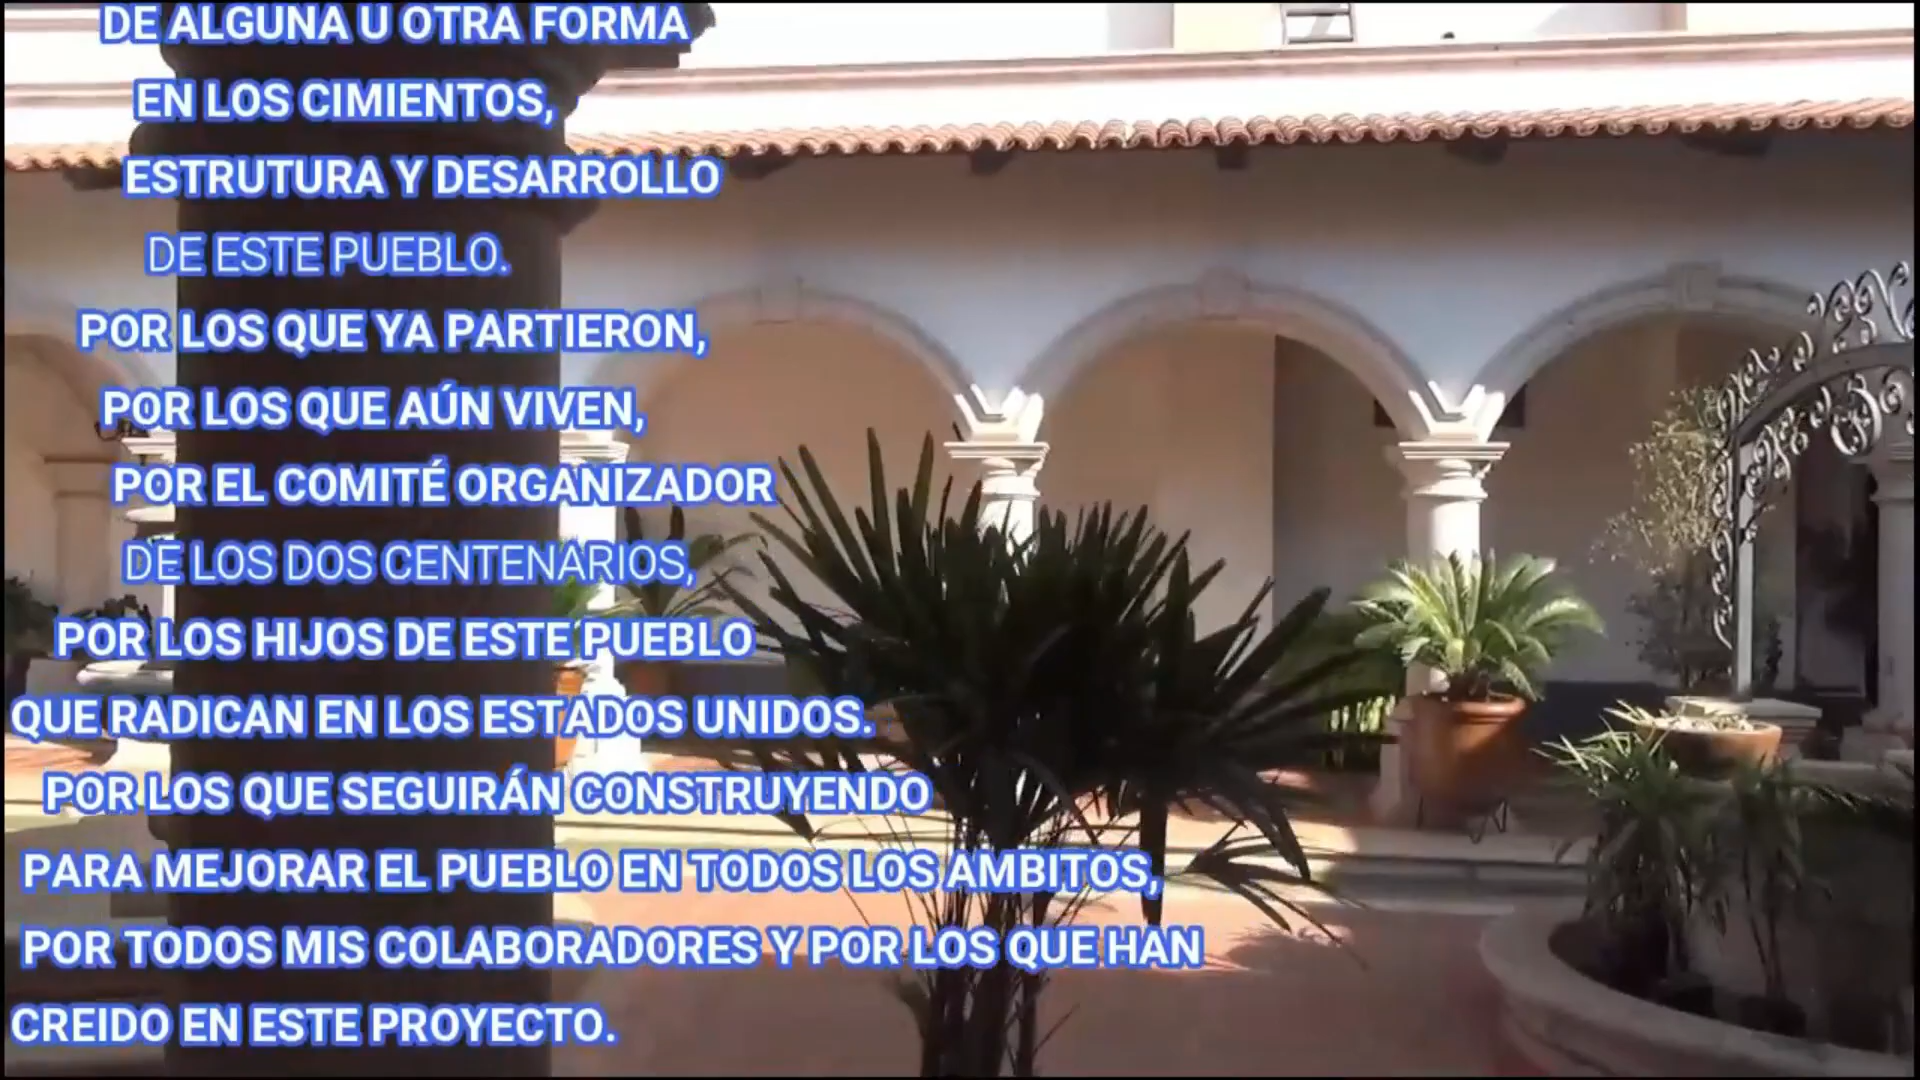 DE ALGUNA U OTRA FORMA
EN LOS CIMIENTOS,
ESTRUTURA Y DESARROLLO
DE ESTE PUEBLO.
POR LOS QUE YA PARTIERON,
POR LOS QUE AÚN VIVEN,
POR EL COMITÉ ORGANIZADOR
DE LOS DOS CENTENARIOS,
POR LOS HIJOS DE ESTE PUEBLO
QUE RADICAN EN LOS ESTADOS UNIDOS.
POR LOS QUE SEGUIRÁN CONSTRUYENDO
PARA MEJORAR EL PUEBLO EN TODOS LOS AMBITOS,
POR TODOS MIS COLABORADORES Y POR LOS QUE HAN
CREIDO EN ESTE PROYECTO.